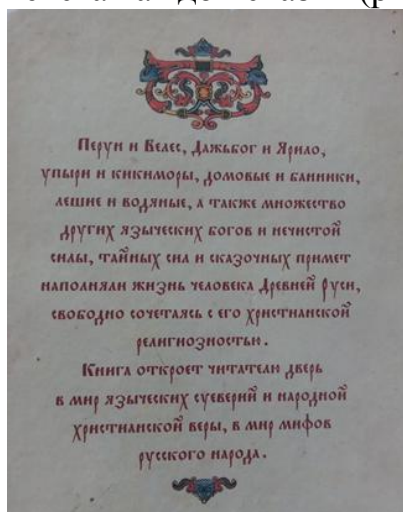 Перун и Велес, Дажьбог и Ярило,
упыри и кикиморы, домовые и банники,
лешие и водяные, а также множество
других языческих богов и нечистой
силы, тайных сил и сказочных примет
наполняли жизнь человека Древней Руси,
свободно сочетаясь с его христианской
религиозностью.
Книга откроет читателю дверь
в мир языческих суеверий и народной
христианской веры, в мир мифов
русского народа.